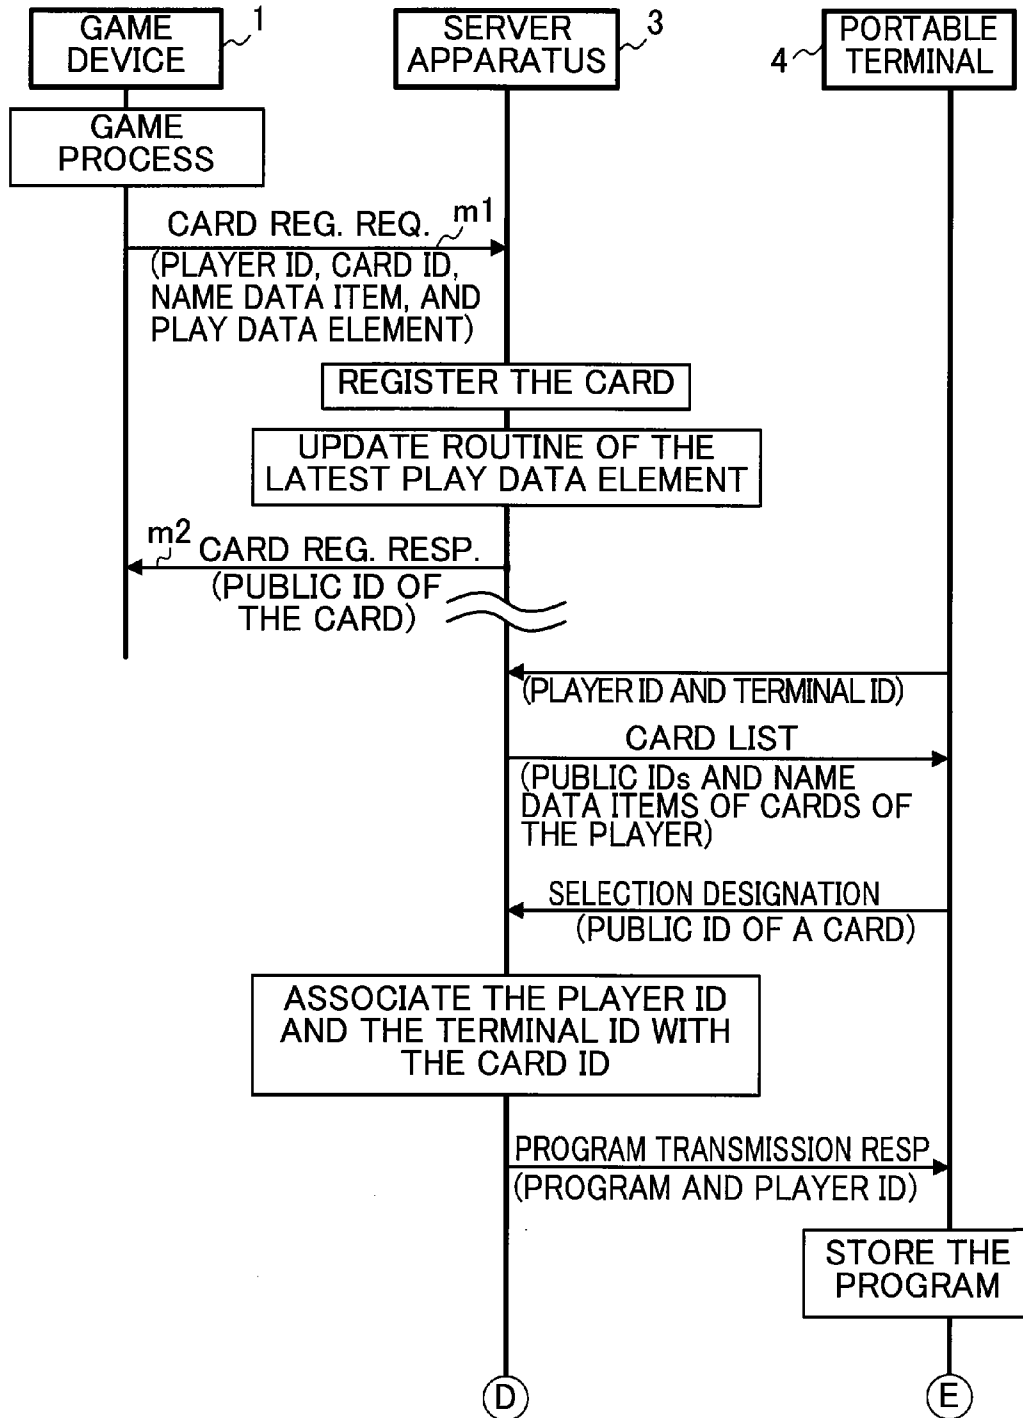 GAME
DEVICE
1
SERVER
APPARATUS
3
PORTABLE
TERMINAL
4
GAME
PROCESS
CARD REG. REQ.
m1
(PLAYER ID, CARD ID,
NAME DATA ITEM, AND
PLAY DATA ELEMENT)
REGISTER THE CARD
UPDATE ROUTINE OF THE
LATEST PLAY DATA ELEMENT
m2
CARD REG. RESP.
(PUBLIC ID OF
THE CARD)
(PLAYER ID AND TERMINAL ID)
CARD LIST
(PUBLIC IDs AND NAME
DATA ITEMS OF CARDS OF
THE PLAYER)
SELECTION DESIGNATION
(PUBLIC ID OF A CARD)
ASSOCIATE THE PLAYER ID
AND THE TERMINAL ID WITH
THE CARD ID
PROGRAM TRANSMISSION RESP
(PROGRAM AND PLAYER ID)
STORE THE
PROGRAM
D
E